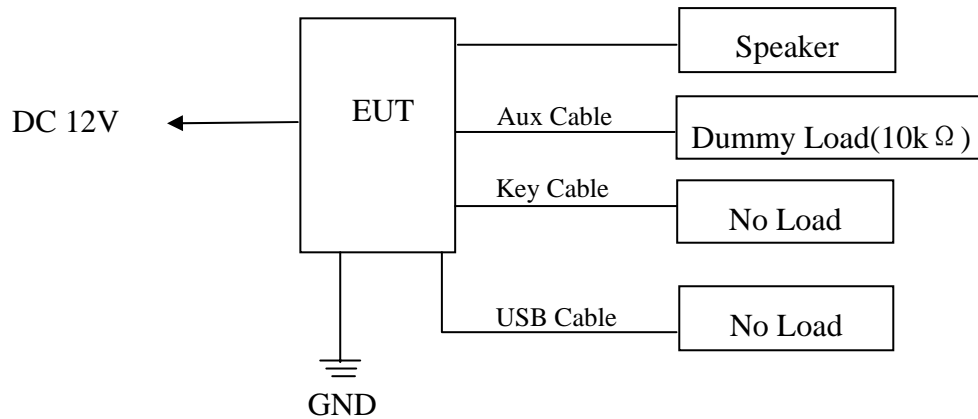 Speaker
DC 12V
EUT
Aux Cable
Dummy Load(10kΩ)
Key Cable
No Load
USB Cable
No Load
GND